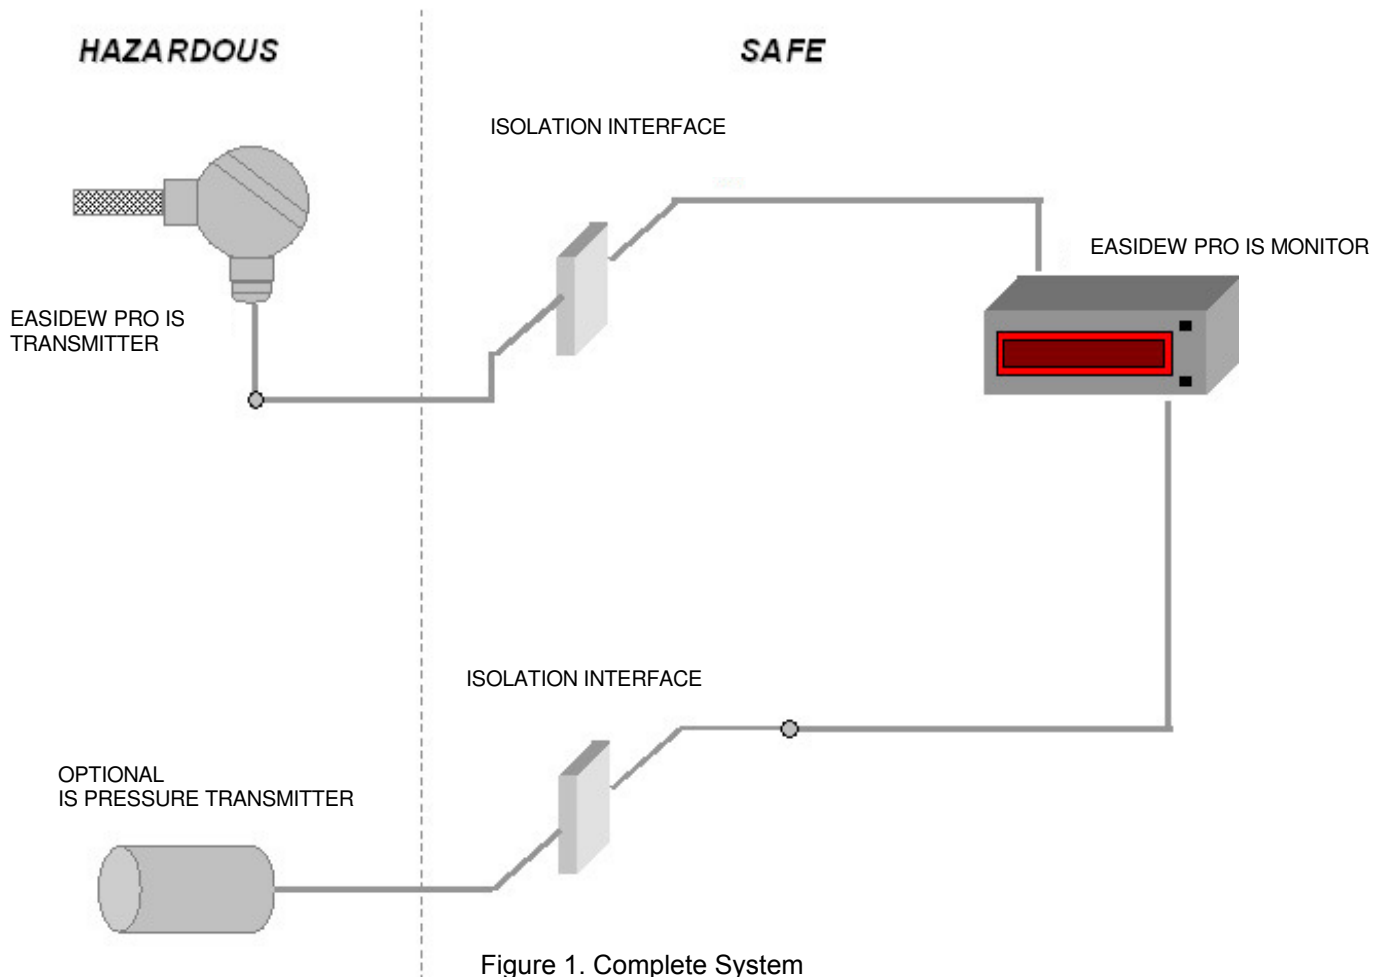 HAZARDOUS
SAFE
ISOLATION INTERFACE
EASIDEW PRO IS MONITOR
EASIDEW PRO IS
TRANSMITTER
ISOLATION INTERFACE
OPTIONAL
IS PRESSURE TRANSMITTER
Figure 1. Complete System